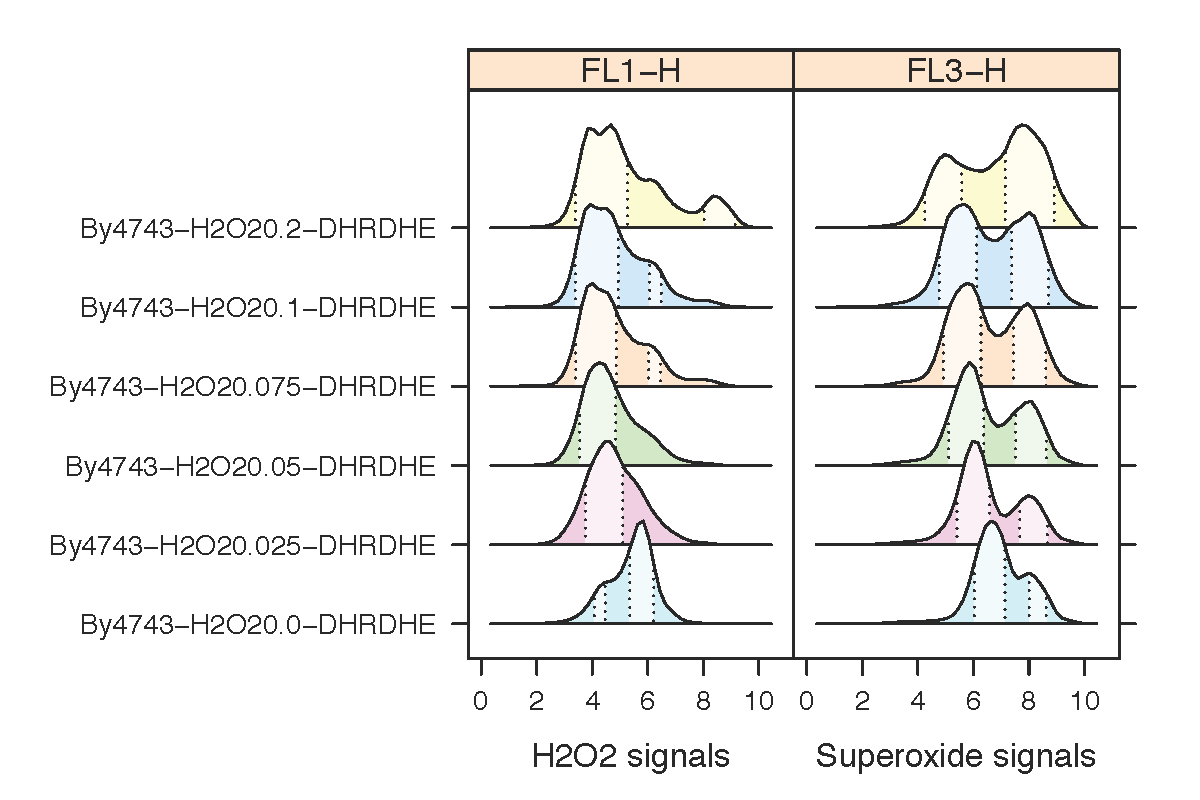 FL1−H FL3−H
By4743−H2O20.2−DHRDHE
By4743−H2O20.1−DHRDHE
By4743−H2O20.075−DHRDHE
By4743−H2O20.05−DHRDHE
By4743−H2O20.025−DHRDHE
By4743−H2O20.0−DHRDHE
0 2 4 6 8 10 0 2 4 6 8 10
H2O2 signals Superoxide signals